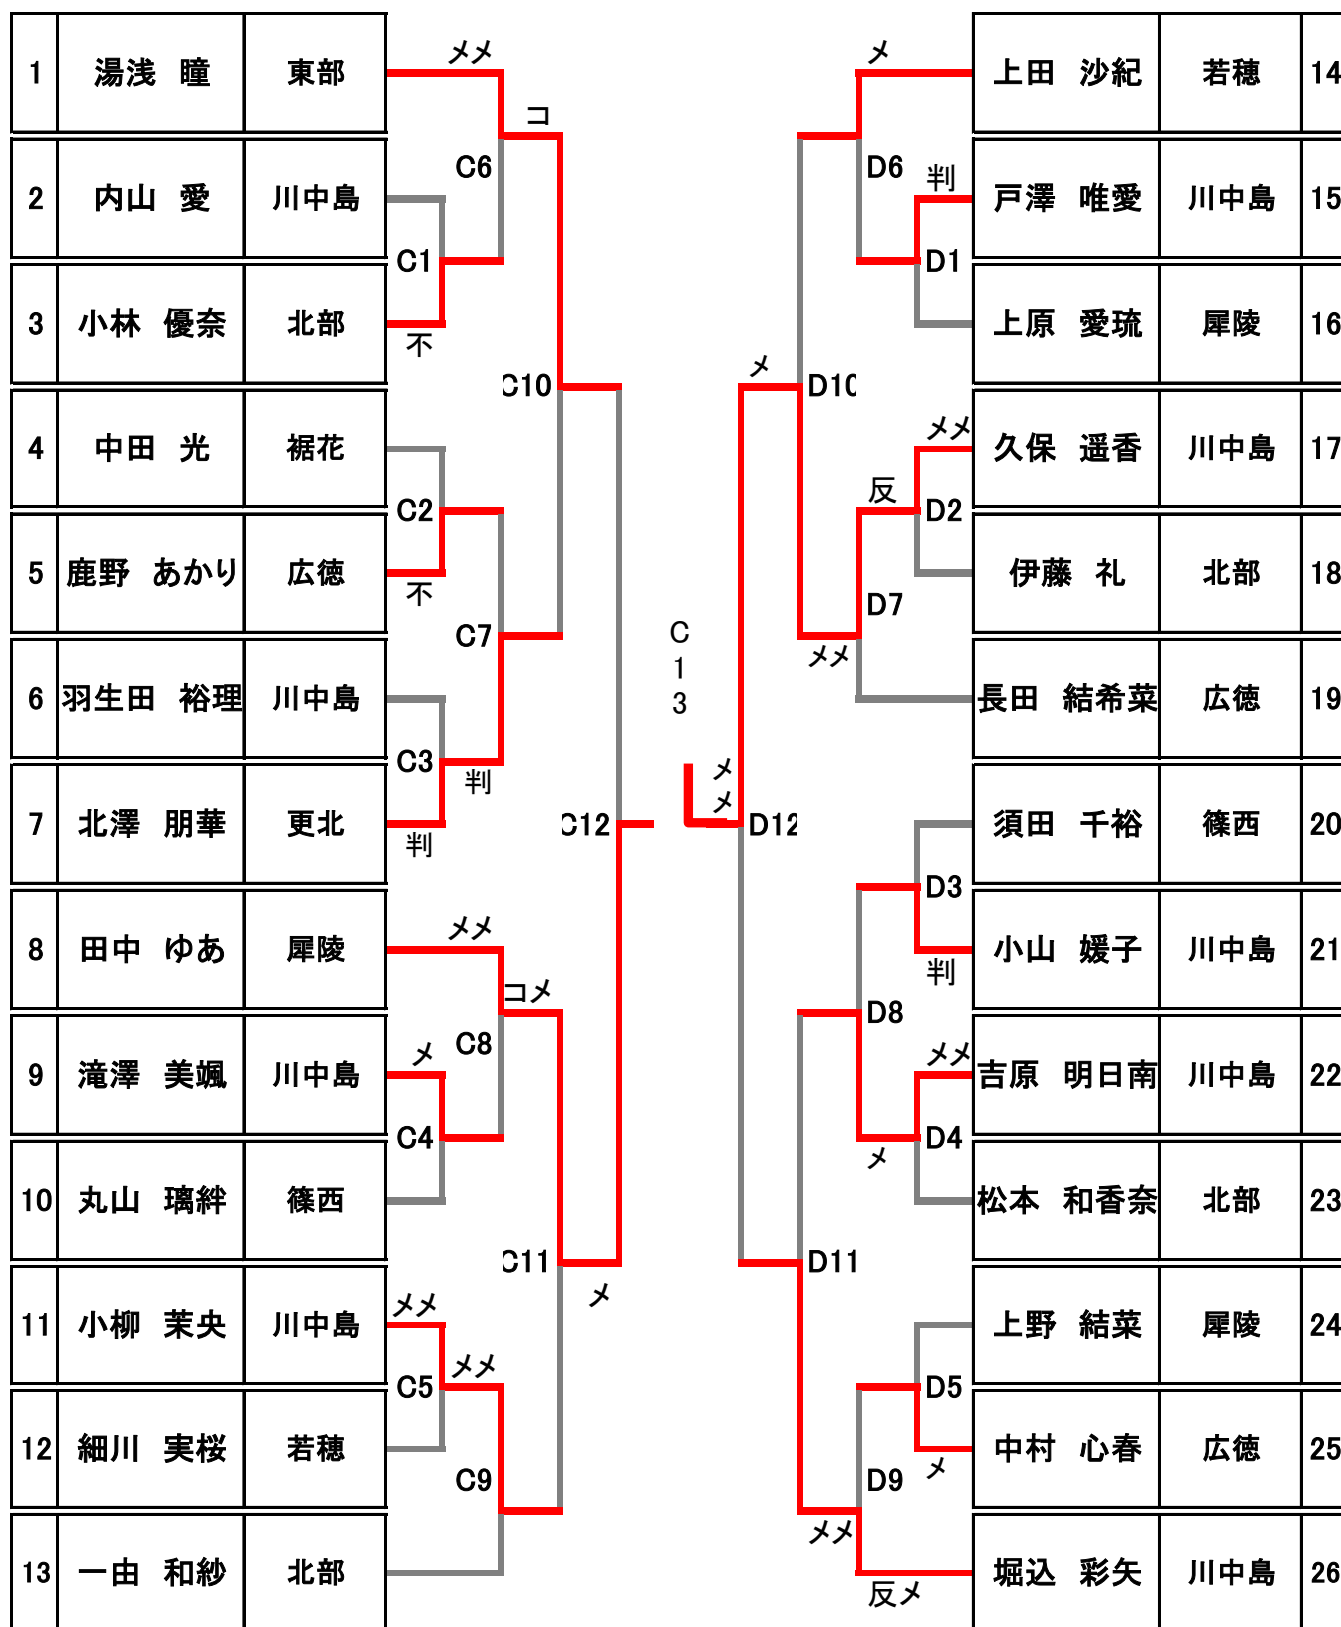 1 湯浅 瞳 東部
2 内山 愛 川中島
3 小林 優奈 北部
4 中田 光 裾花
5 鹿野 あかり 広徳
6 羽生田 裕理 川中島
7 北澤 朋華 更北
8 田中 ゆあ 犀陵
9 滝澤 美颯 川中島
10 丸山 璃絆 篠西
11 小柳 茉央 川中島
12 細川 実桜 若穂
13 一由 和紗 北部
メメ
コ
C6
C1
不
C10
C2
不
C7
C3
判
判
C12
メメ
コメ
C8
メ
C4
C11
メ
メメ
メメ
C5
C9
C13
メ
メ
メ
D6
判
D1
メ
D10
メメ
反
D2
D7
メメ
D12
D3
判
D8
メメ
D4
メ
D11
D5
メ
D9
メメ
反メ
上田 沙紀 若穂 14
戸澤 唯愛 川中島 15
上原 愛琉 犀陵 16
久保 遥香 川中島 17
伊藤 礼 北部 18
長田 結希菜 広徳 19
須田 千裕 篠西 20
小山 媛子 川中島 21
吉原 明日南 川中島 22
松本 和香奈 北部 23
上野 結菜 犀陵 24
中村 心春 広徳 25
堀込 彩矢 川中島 26